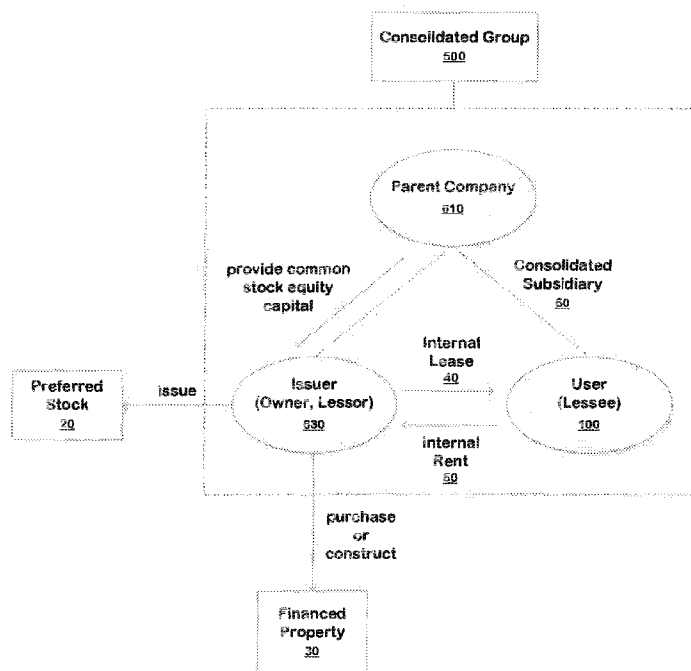 Consolidated Group
500
Parent Company
510
provide common
stock equity
capital
Consolidated
Subsidiary
60
Internal
Lease
40
Preferred
Stock
20
issue
Issuer
(Owner, Lessor)
530
User
(Lessee)
100
Internal
Rent
50
purchase
or
construct
Financed
Property
30